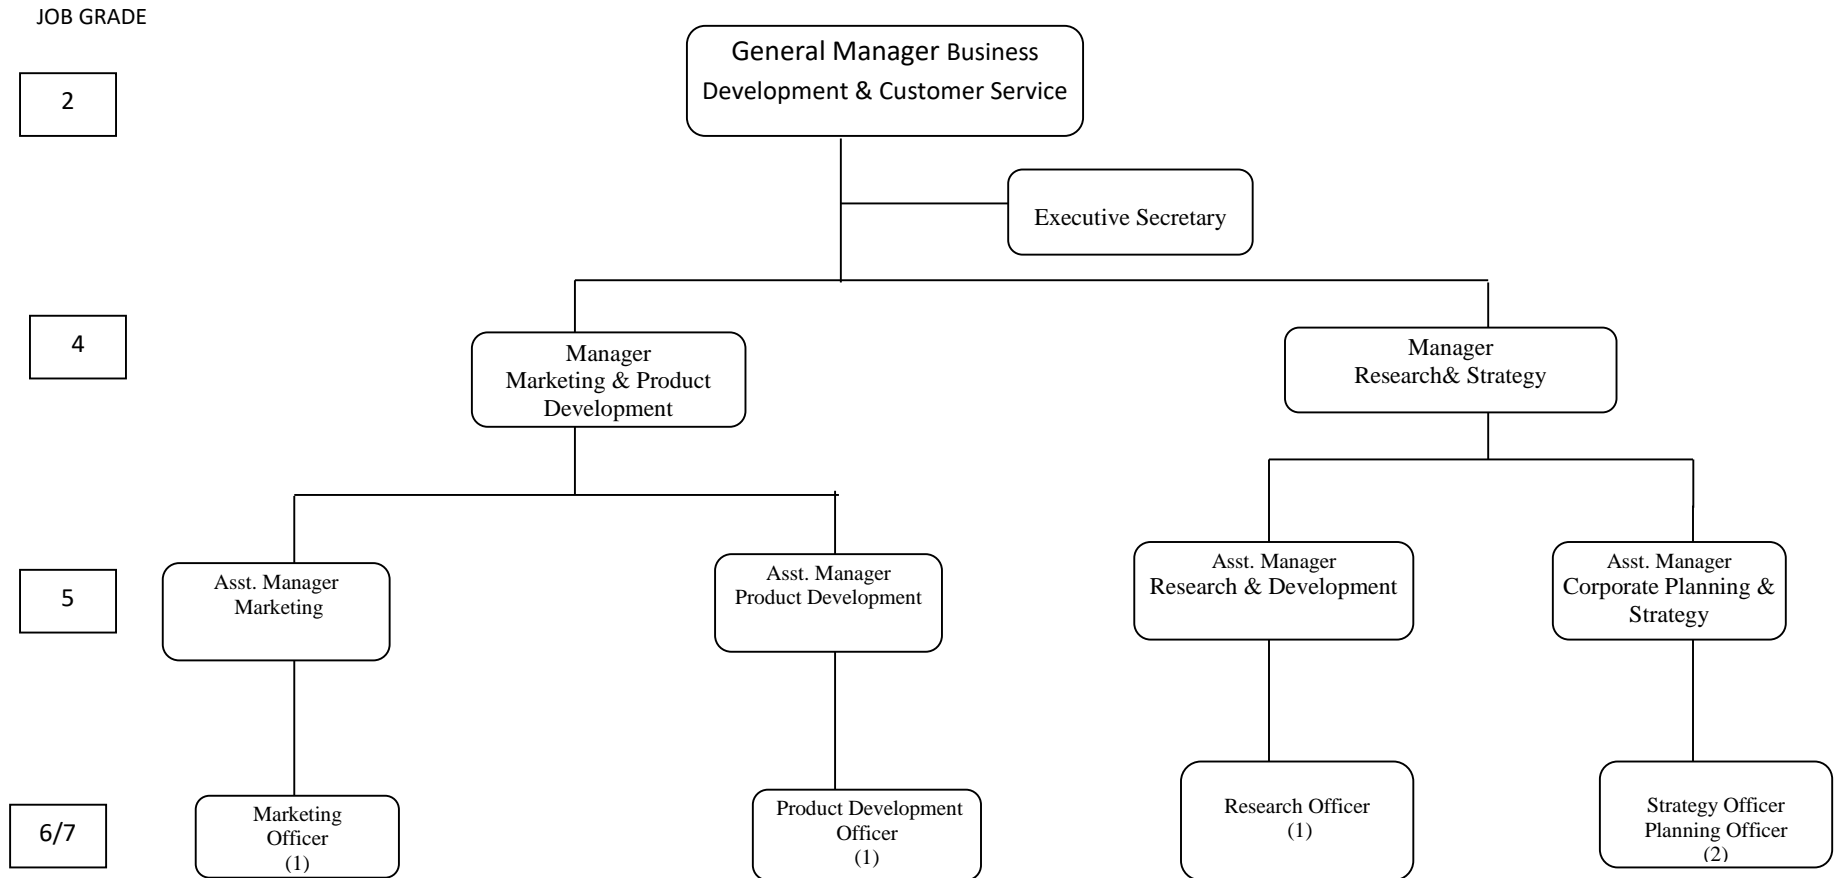 JOB GRADE
General Manager Business
Development & Customer Service
2
Executive Secretary
4
Manager
Marketing & Product
Development
Manager
Research& Strategy
5
Asst. Manager
Marketing
Asst. Manager
Product Development
Asst. Manager
Research & Development
Asst. Manager
Corporate Planning &
Strategy
6/7
Marketing
Officer
(1)
Product Development
Officer
(1)
Research Officer
(1)
Strategy Officer
Planning Officer
(2)